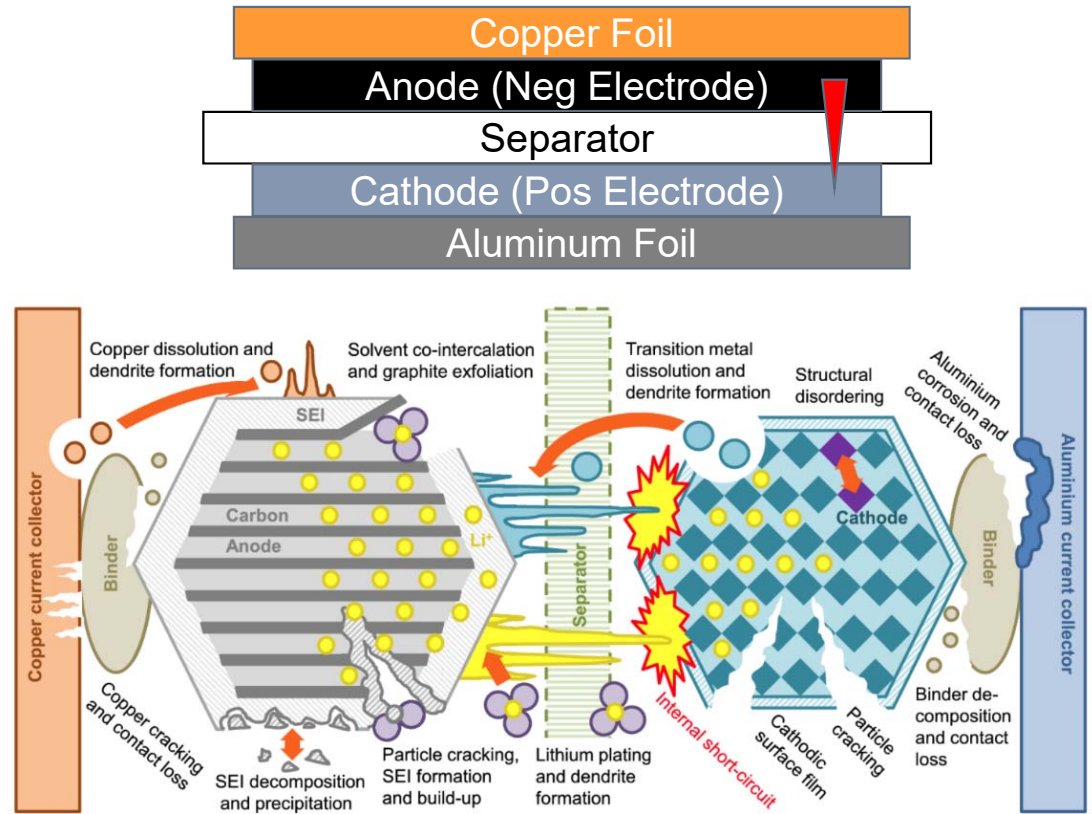 Copper Foil
Anode (Neg Electrode)
Separator
Cathode (Pos Electrode)
Aluminum Foil
Copper current collector
Copper dissolution and
dendrite formation
Solvent co-intercalation
and graphite exfoliation
Transition metal
dissolution and
dendrite formation
Structural
disordering
Aluminium
corrosion and
contact loss
Aluminium current collector
SEI
Carbon
Anode
Li+
Binder
Separator
Cathode
Binder
Copper cracking
and contact loss
SEI decomposition
and precipitation
Particle cracking,
SEI formation
and build-up
Lithium plating
and dendrite
formation
Internal short-circuit
Cathodic
surface film
Particle
cracking
Binder de-
composition
and contact
loss